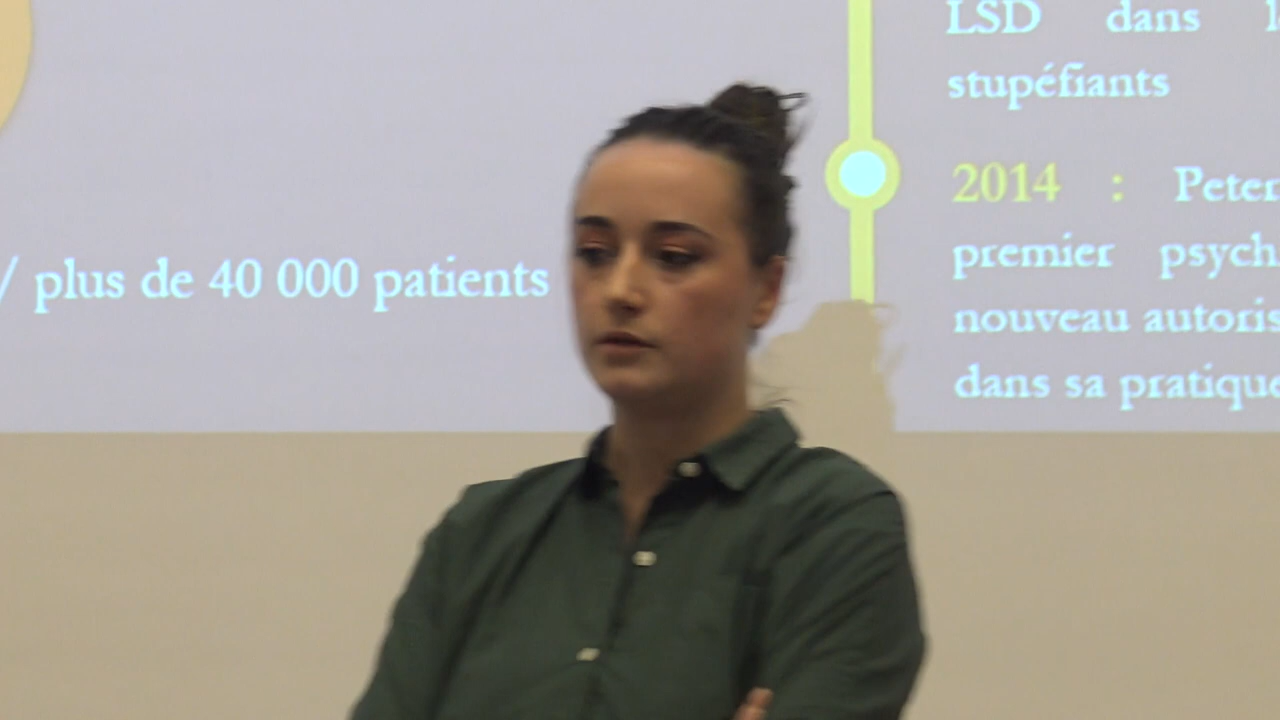 / plus de 40 000 patients
LSD dans
stupéfiants
2014 : Peter
premier psych
nouveau autoris
dans sa pratique